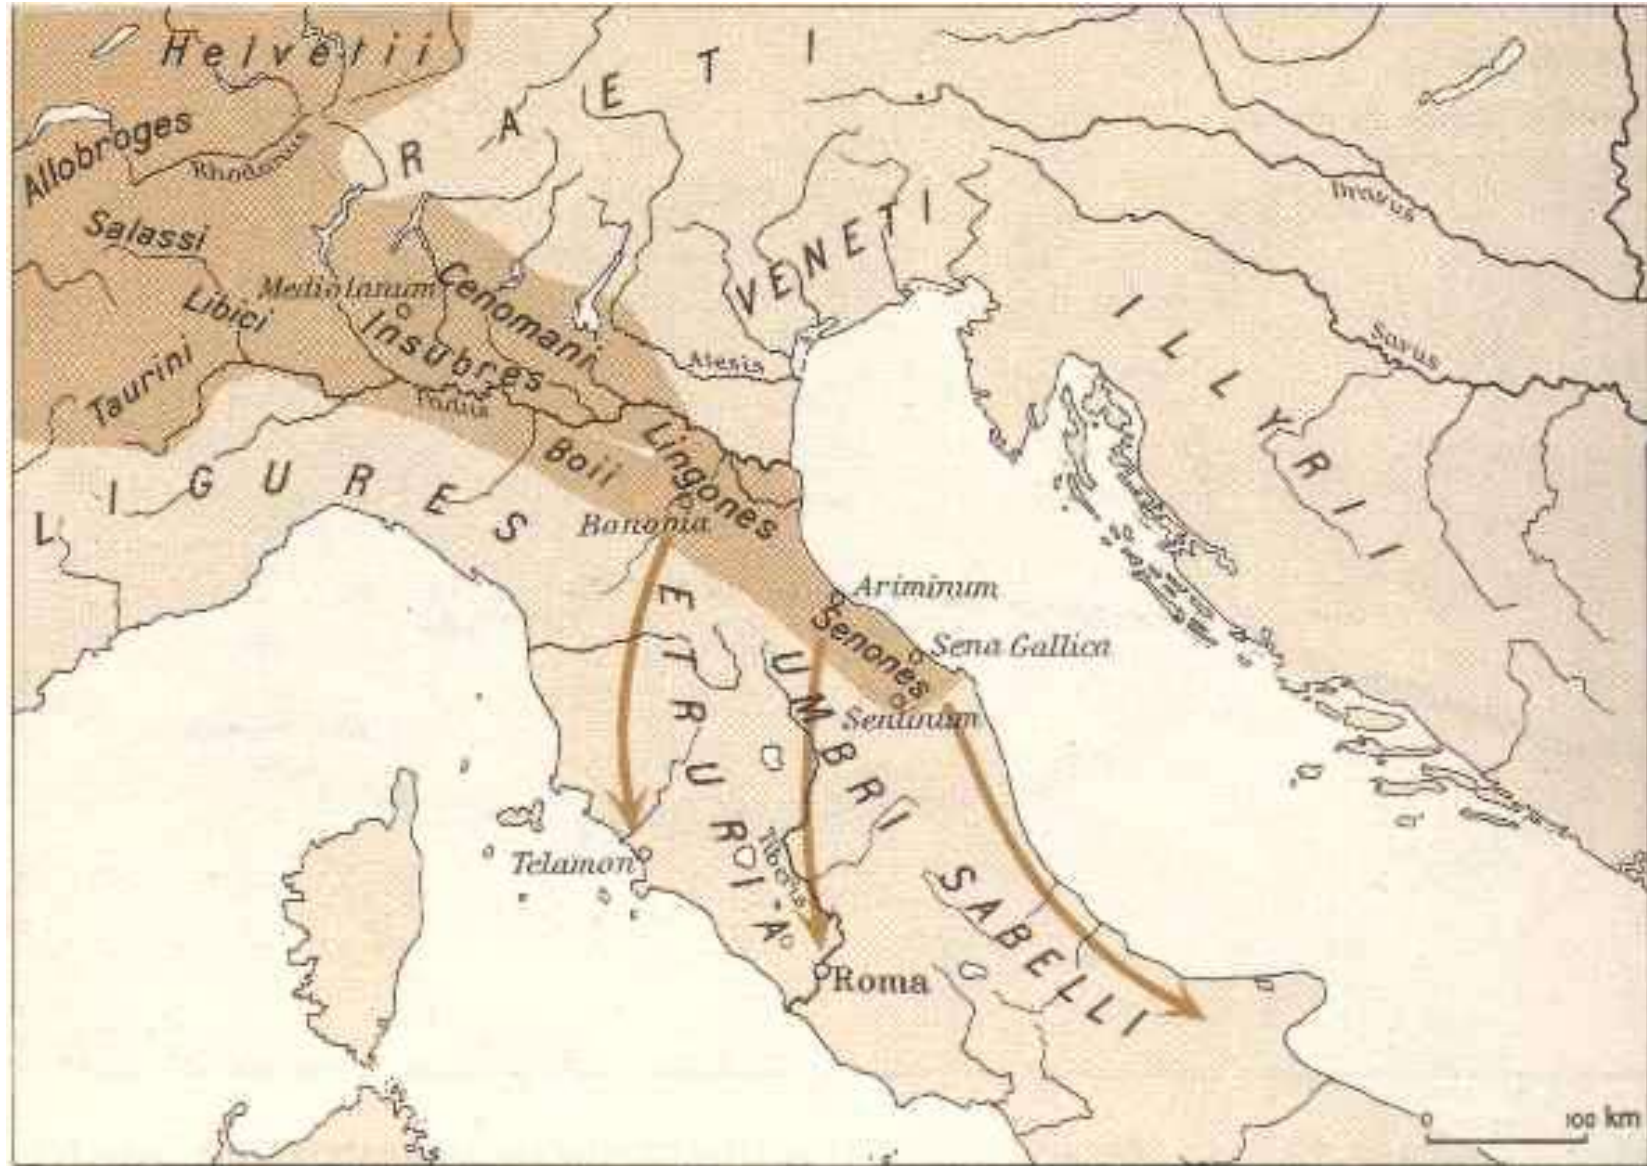 Helvetii
RAETI
Allobroges
Rhodanus
Salassi
VENETI
Dravus
Mediolanum
Cenomani
Libici
Insubres
ILLYRII
Savus
Taurini
Atesis
Padus
Lingones
Boii
LIGURES
Bononia
Ariminum
ETRURIA
Senones
Sena Gallica
UMBRI
Sentinum
Tiberis
Telamon
SABELLI
Roma
0 100 km